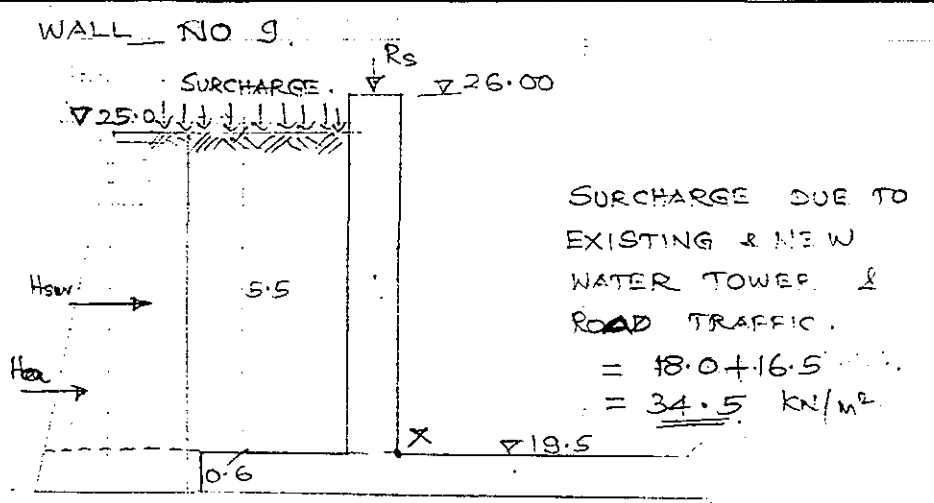 WALL NO 9.
Rs
SURCHARGE.
▽ 26.00
▽ 25.0
SURCHARGE DUE TO
EXISTING & NEW
WATER TOWER &
ROAD TRAFFIC.
= 18.0 + 16.5
= 34.5 KN/m²
Hsur
5.5
Hea
X
▽ 19.5
0.6